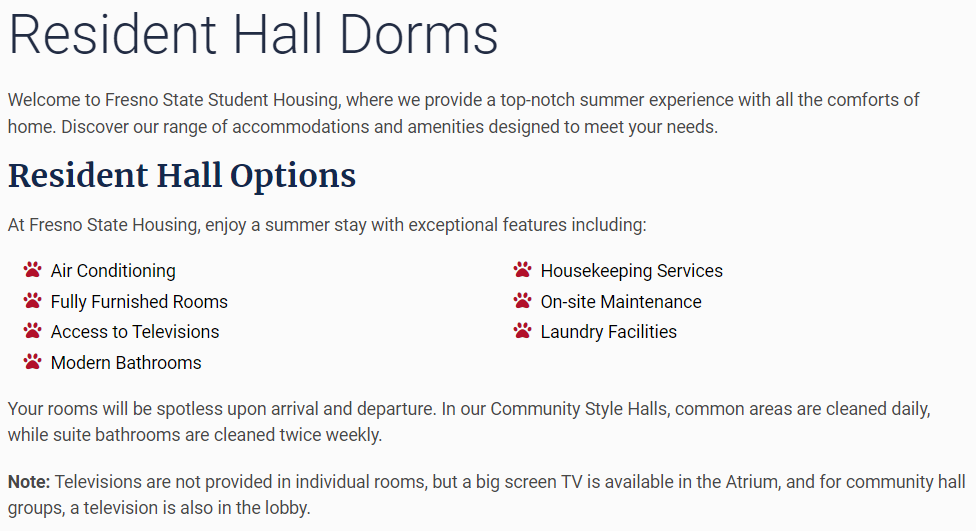 Resident Hall Dorms
Welcome to Fresno State Student Housing, where we provide a top-notch summer experience with all the comforts of
home. Discover our range of accommodations and amenities designed to meet your needs.
Resident Hall Options
At Fresno State Housing, enjoy a summer stay with exceptional features including:
Air Conditioning
Fully Furnished Rooms
Access to Televisions
Modern Bathrooms
Housekeeping Services
On-site Maintenance
Laundry Facilities
Your rooms will be spotless upon arrival and departure. In our Community Style Halls, common areas are cleaned daily,
while suite bathrooms are cleaned twice weekly.
Note: Televisions are not provided in individual rooms, but a big screen TV is available in the Atrium, and for community hall
groups, a television is also in the lobby.